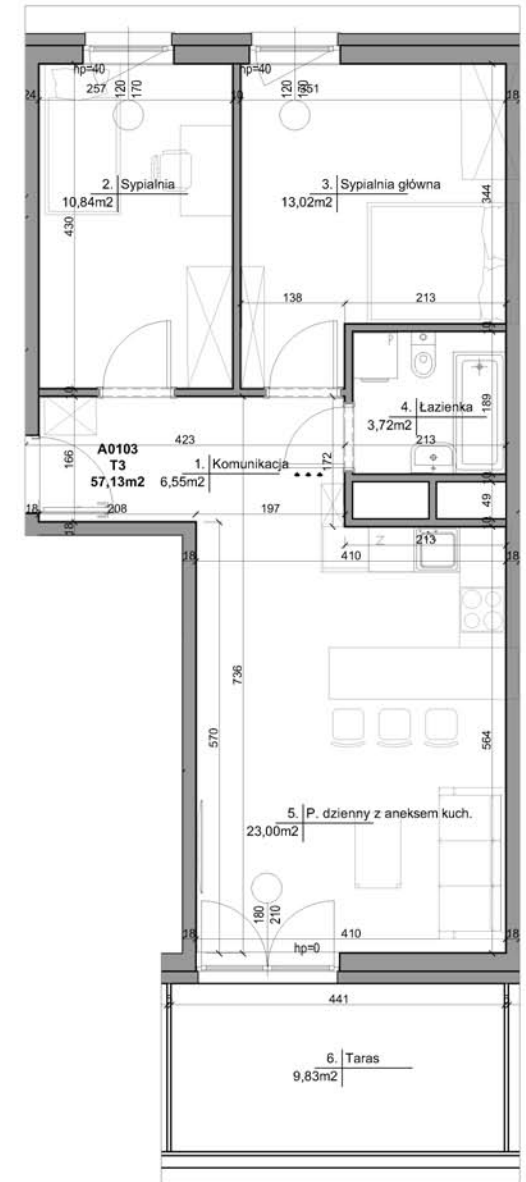 hp=40
hp=40
24
257
120
170
10
120
351
18
2. Sypialnia
10,84m2
3. Sypialnia główna
13,02m2
430
344
138
213
10
4. Łazienka
3,72m2
189
213
10
423
A0103
T3
57,13m2
166
1. Komunikacja
6,55m2
172
49
18
208
197
10
18
213
Z
18
410
18
736
570
564
5. P. dzienny z aneksem kuch.
23,00m2
180
210
18
hp=0
410
18
441
6. Taras
9,83m2